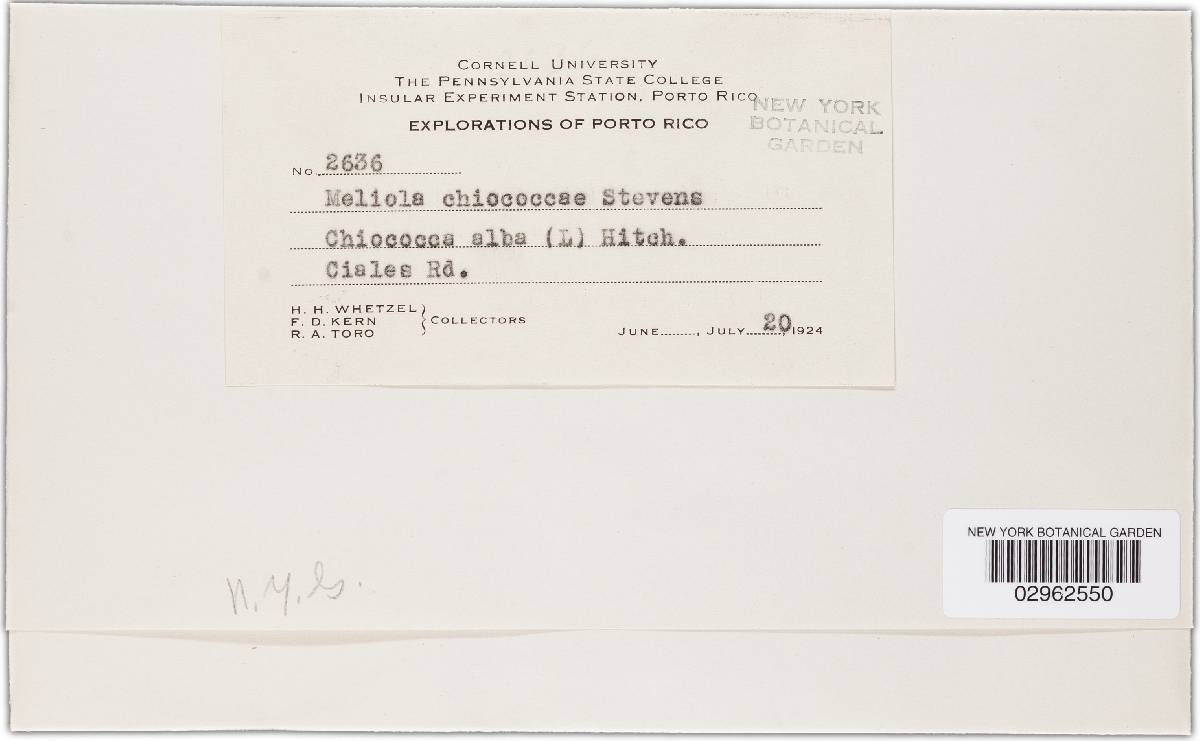 CORNELL UNIVERSITY
THE PENNSYLVANIA STATE COLLEGE
INSULAR EXPERIMENT STATION, PORTO RICO
EXPLORATIONS OF PORTO RICO
NEW YORK
BOTANICAL
GARDEN
No. 2636
Meliola chiococcae Stevens
Chiococca alba (L) Hitch.
Ciales Rd.
H. H. WHETZEL
F. D. KERN
R. A. TORO
COLLECTORS
JUNE........, JULY 20, 1924
NEW YORK BOTANICAL GARDEN
02962550